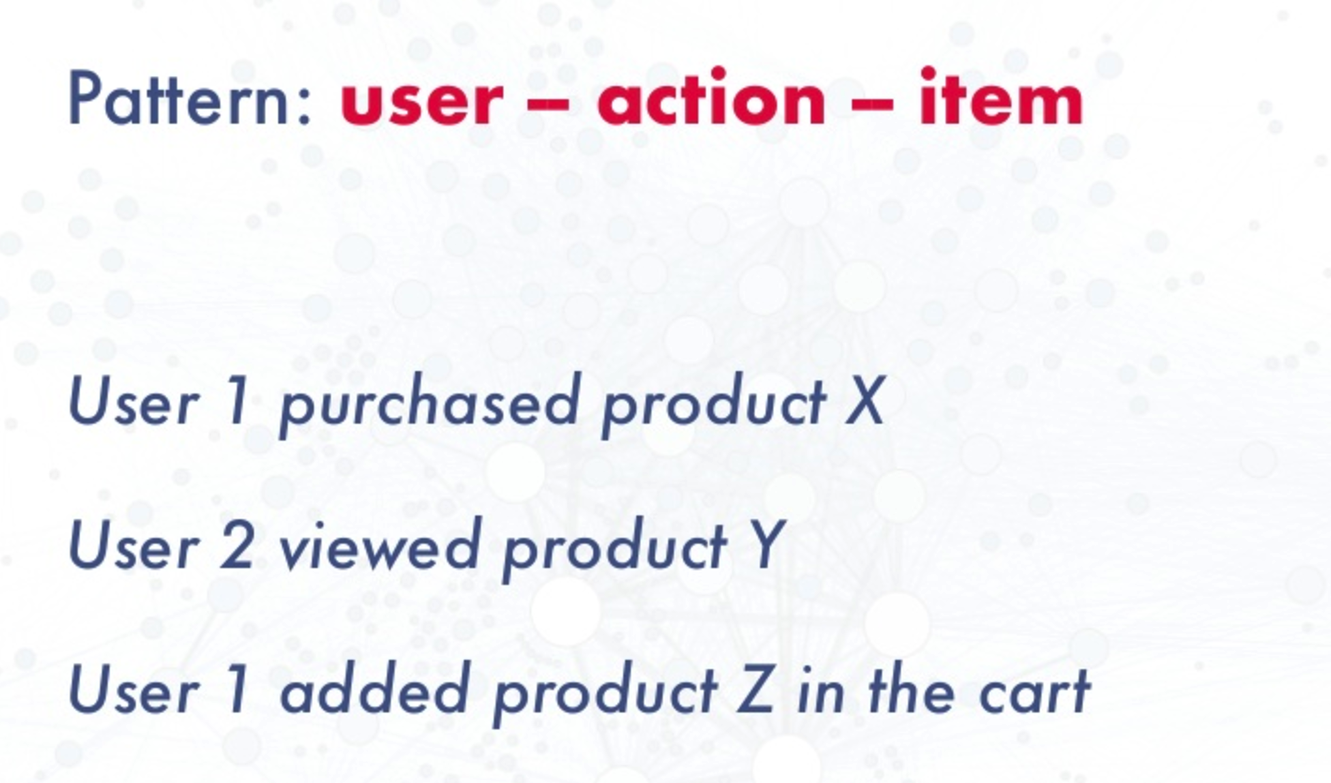 Pattern: user – action – item
User 1 purchased product X
User 2 viewed product Y
User 1 added product Z in the cart